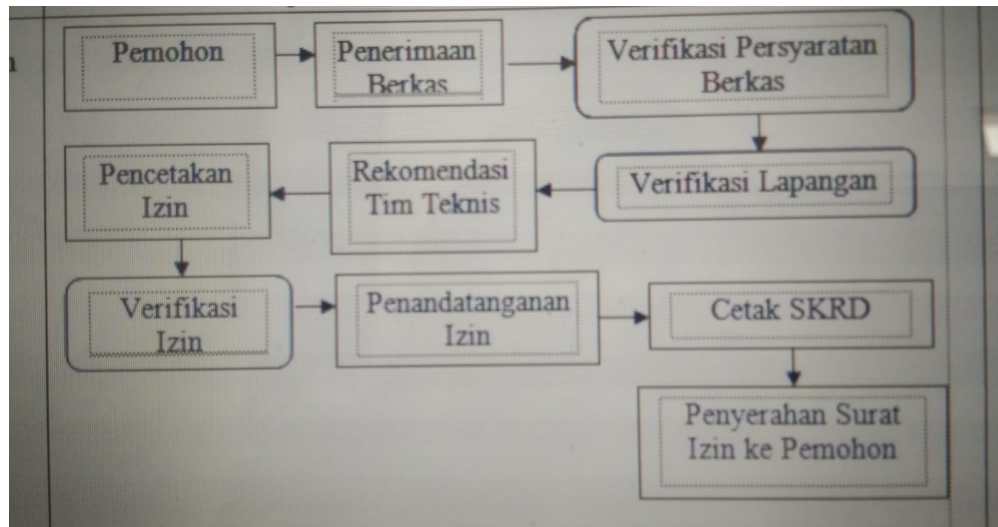 Pemohon
Penerimaan
Berkas
Verifikasi Persyaratan
Berkas
Verifikasi Lapangan
Rekomendasi
Tim Teknis
Pencetakan
Izin
Verifikasi
Izin
Penandatanganan
Izin
Cetak SKRD
Penyerahan Surat
Izin ke Pemohon